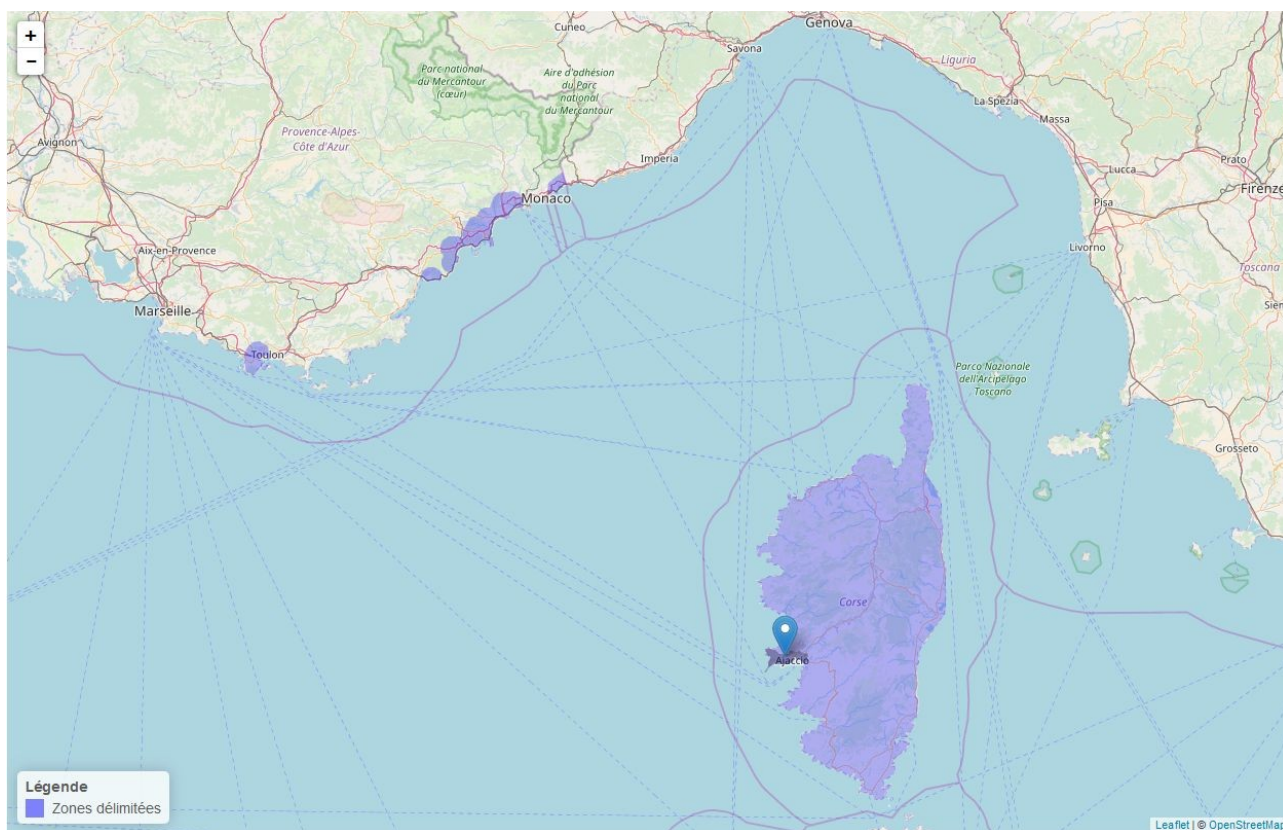 +
−
Genova
Cuneo
Savona
Liguria
Parc national
du Mercantour
(cœur)
Aire d'adhésion
du Parc
national
du Mercantour
La Spezia
Massa
Avignon
Provence-Alpes-
Côte d'Azur
Imperia
Lucca
Prato
Firenze
Monaco
Pisa
Aix-en-Provence
Livorno
Toscana
Marseille
Sien
Toulon
Parco Nazionale
dell'Arcipelago
Toscano
Grosseto
Corse
Ajaccio
Légende
Zones délimitées
Leaflet | © OpenStreetMap